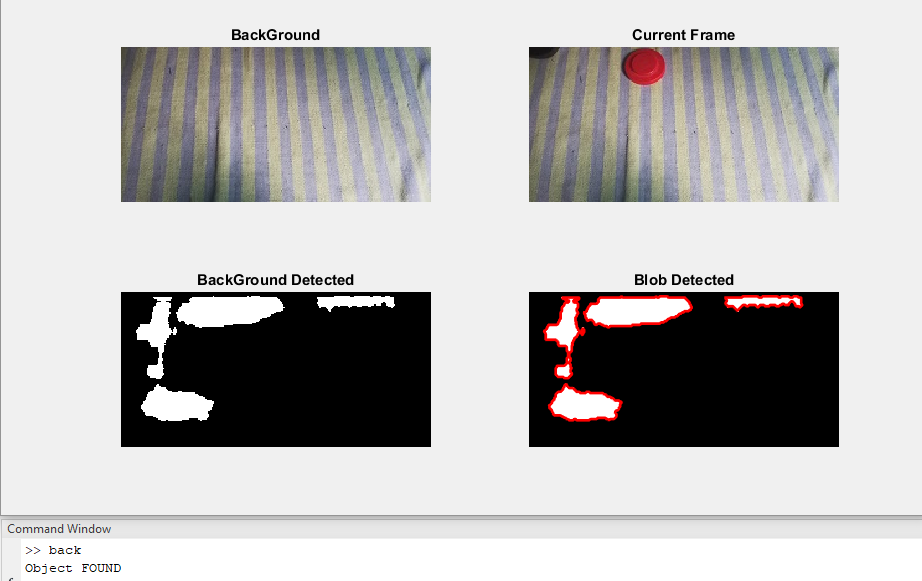 BackGround
Current Frame
BackGround Detected
Blob Detected
Command Window
>> back
Object FOUND